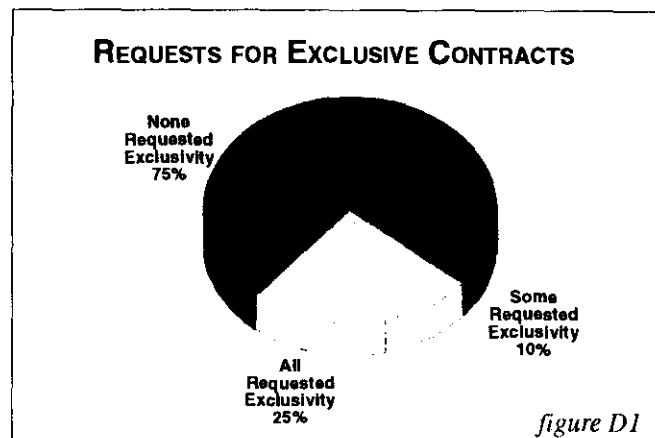 REQUESTS FOR EXCLUSIVE CONTRACTS
None
Requested
Exclusivity
75%
Some
Requested
Exclusivity
10%
All
Requested
Exclusivity
25%
figure D1